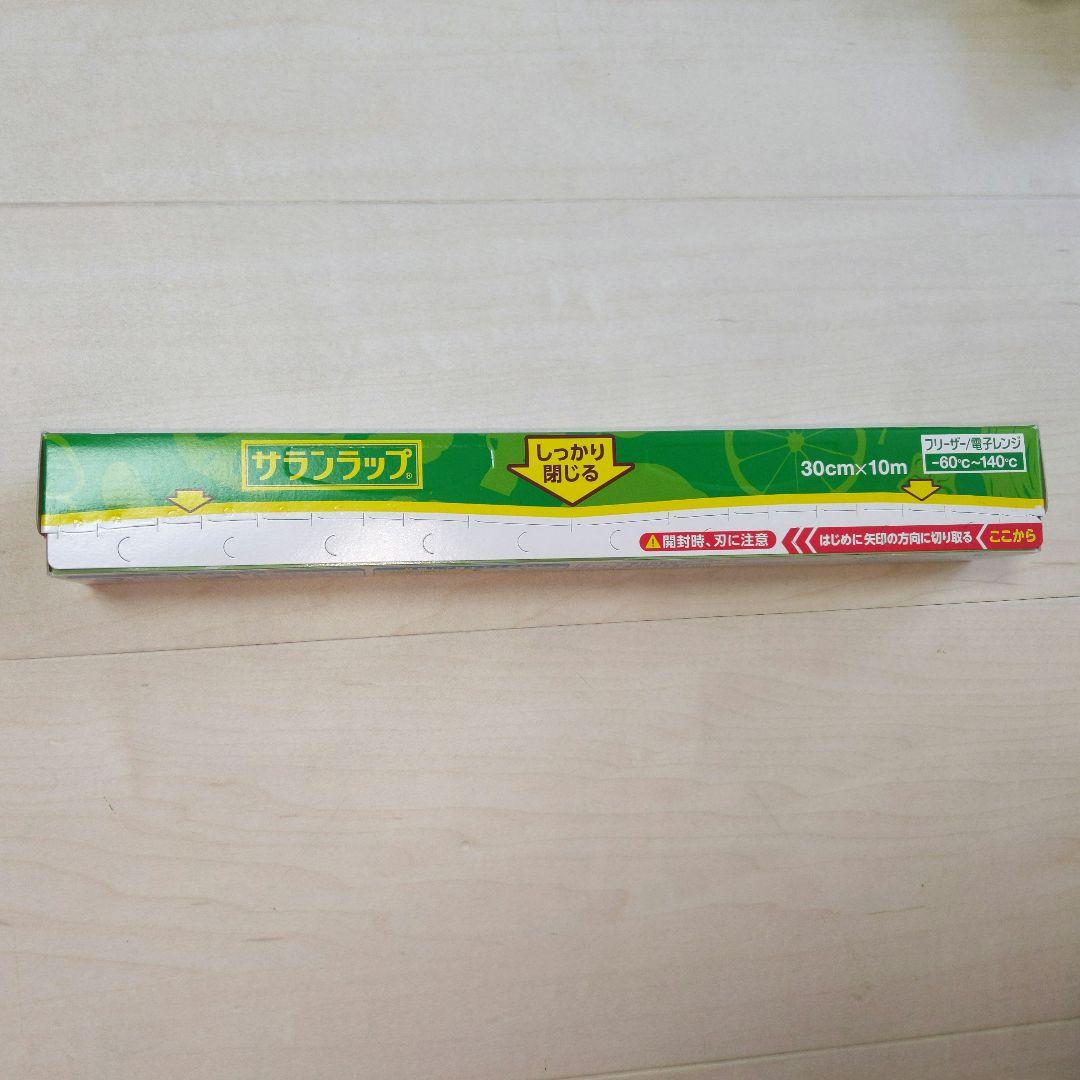 サランラップ®
しっかり
閉じる
30cm×10m
フリーザー/電子レンジ
-60℃~140℃
開封時、刃に注意
はじめに矢印の方向に切り取る
ここから